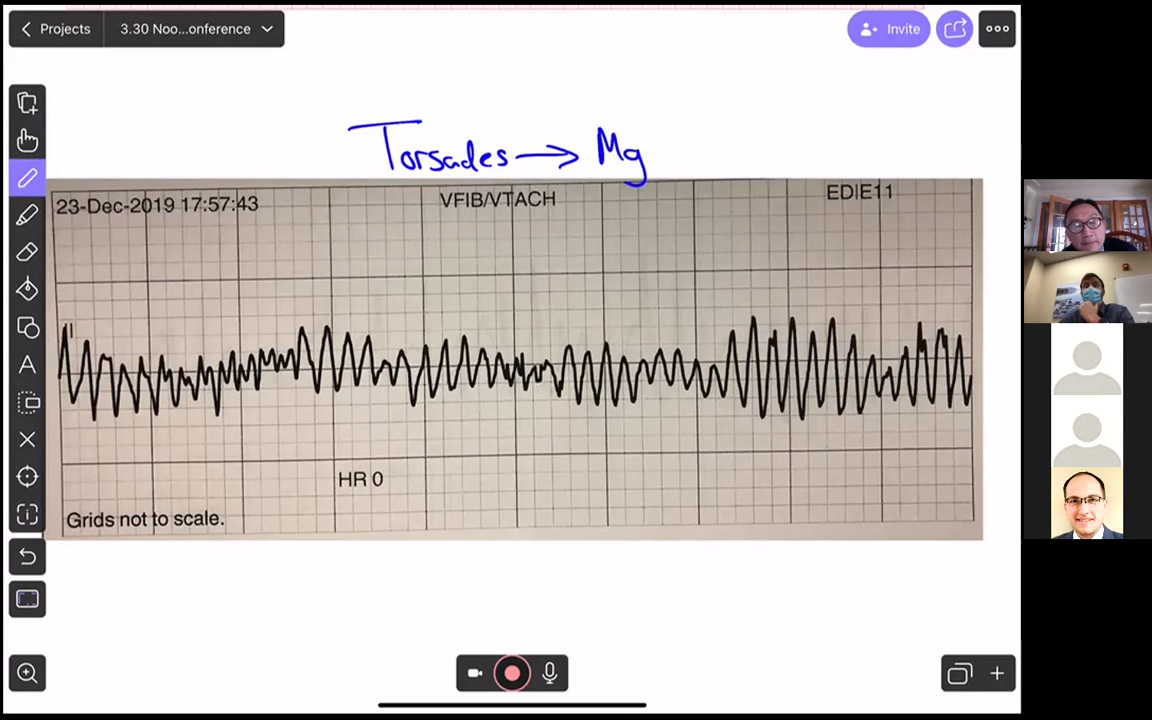 Projects 3.30 Noo...onference Invite
Torsades → Mg
23-Dec-2019 17:57:43 VFIB/VTACH EDIE11
II
HR 0
Grids not to scale.
A